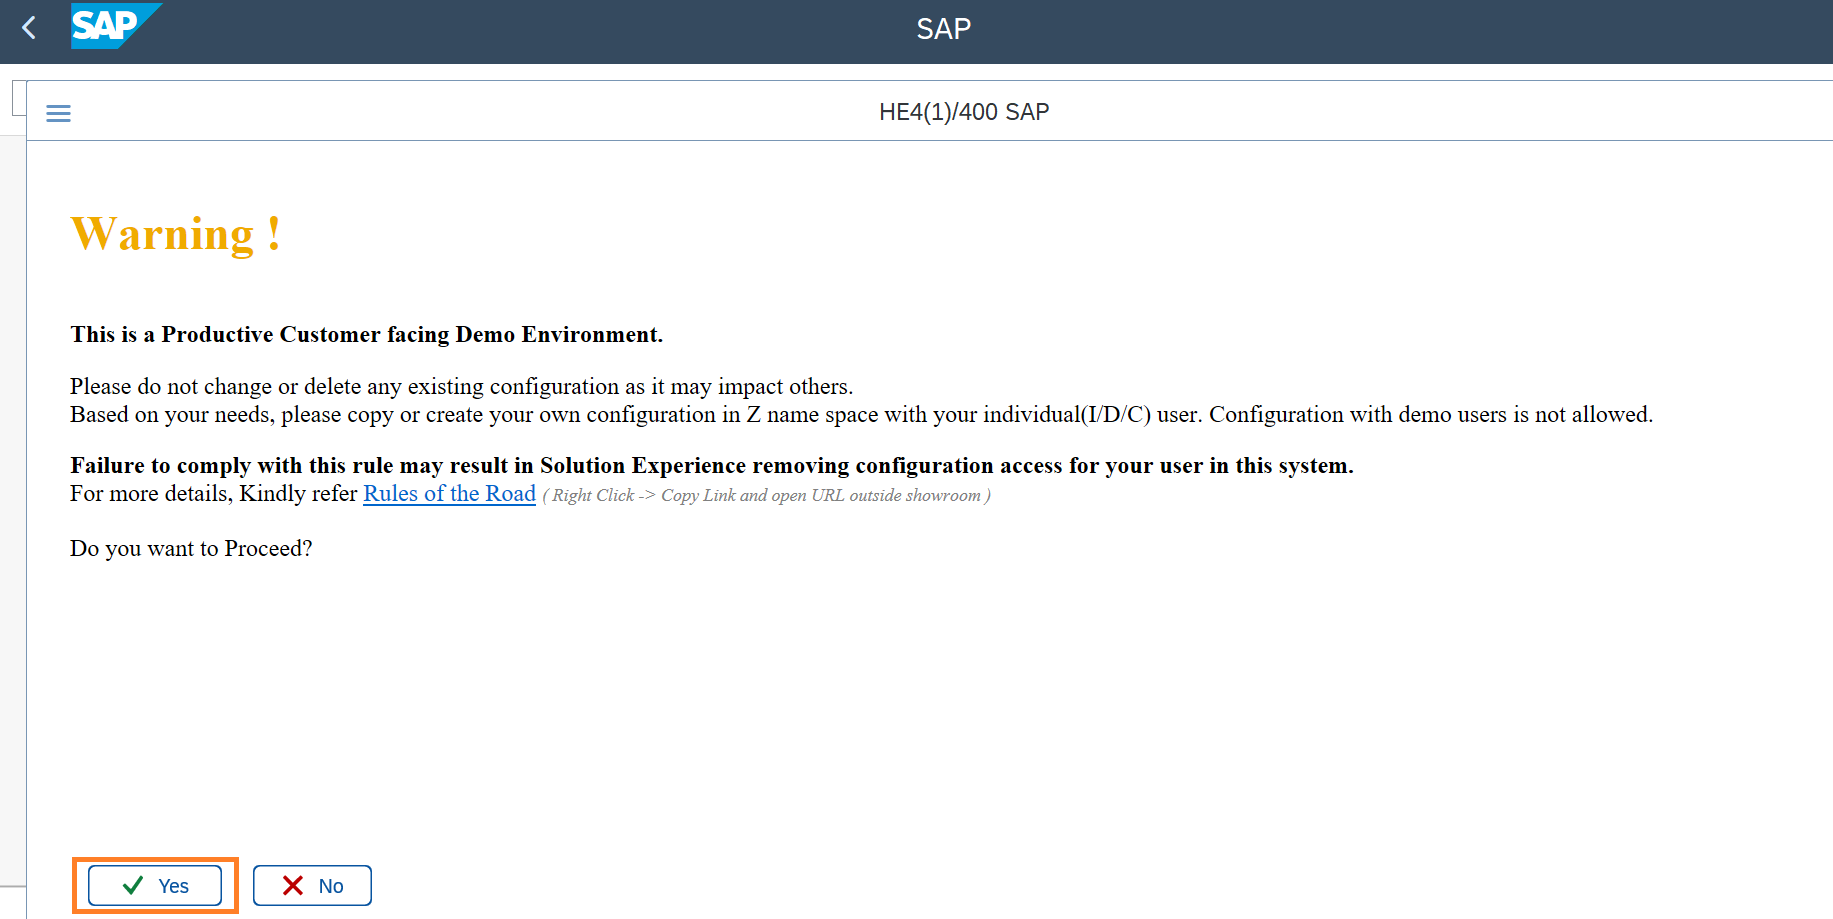 SAP
SAP
HE4(1)/400 SAP
Warning !
This is a Productive Customer facing Demo Environment.
Please do not change or delete any existing configuration as it may impact others.
Based on your needs, please copy or create your own configuration in Z name space with your individual(I/D/C) user. Configuration with demo users is not allowed.
Failure to comply with this rule may result in Solution Experience removing configuration access for your user in this system.
For more details, Kindly refer Rules of the Road ( Right Click -> Copy Link and open URL outside showroom )
Do you want to Proceed?
Yes No